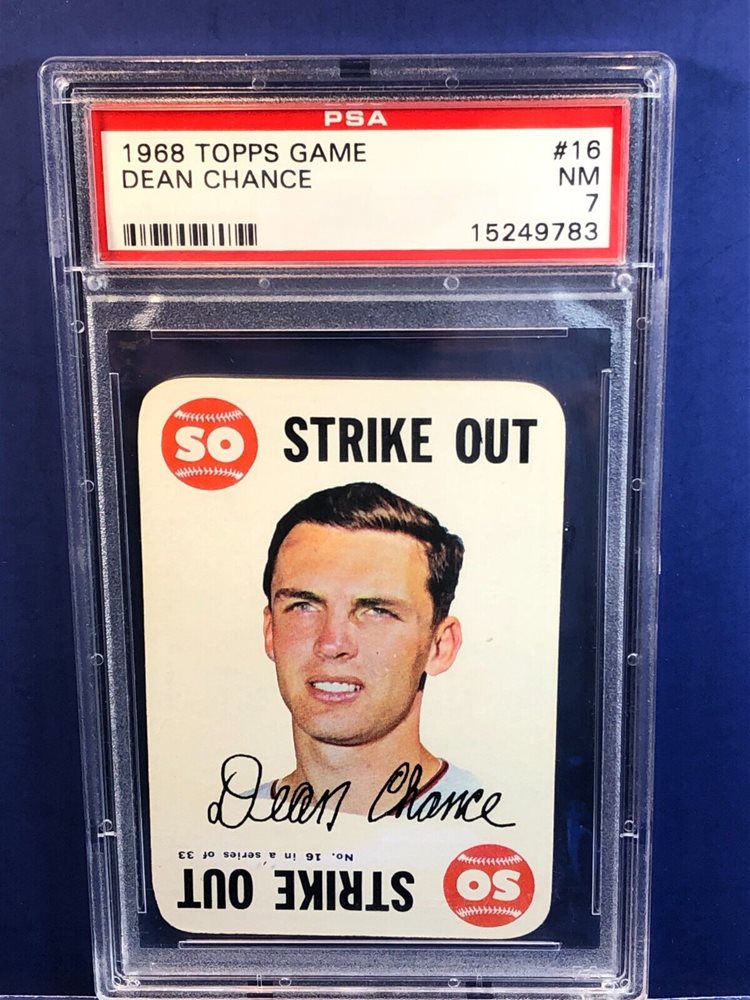 PSA
1968 TOPPS GAME #16
DEAN CHANCE NM
7
15249783
SO STRIKE OUT
Dean Chance
No. 16 in a series of 33
STRIKE OUT SO